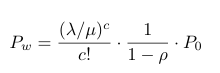 P_w = \frac{(\lambda/\mu)^c}{c!} \cdot \frac{1}{1-\rho} \cdot P_0